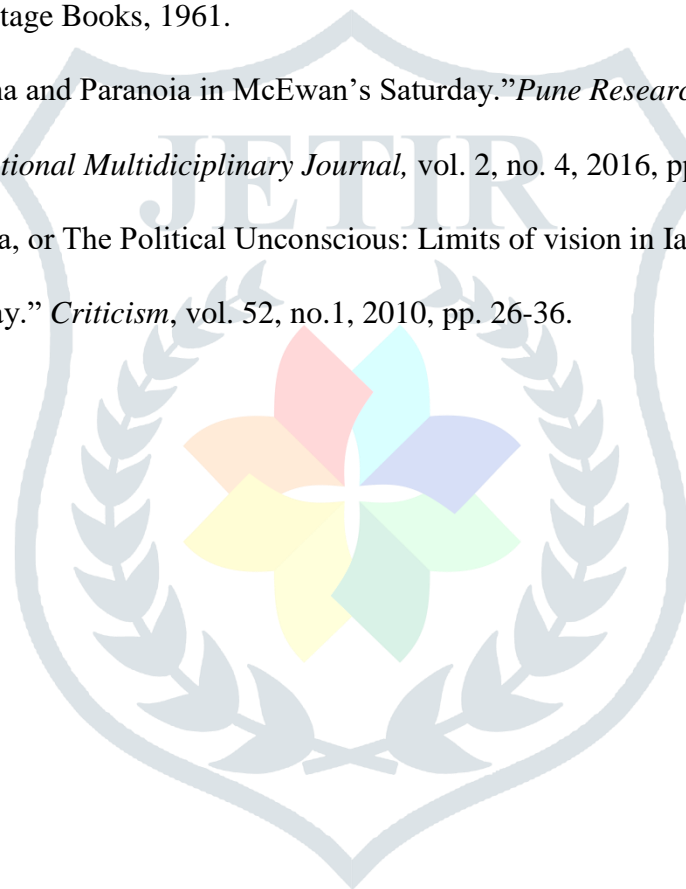 tage Books, 1961.
na and Paranoia in McEwan’s Saturday.”Pune Researc
tional Multidiciplinary Journal, vol. 2, no. 4, 2016, pp
JETIR
a, or The Political Unconscious: Limits of vision in Ia
ay.” Criticism, vol. 52, no.1, 2010, pp. 26-36.